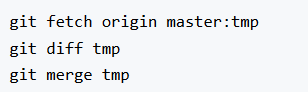 git fetch origin master:tmp
git diff tmp
git merge tmp